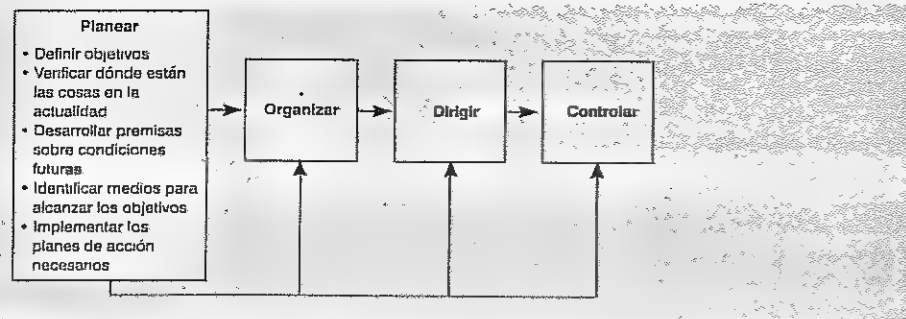 Planear
• Definir objetivos
• Verificar dónde están
las cosas en la
actualidad
• Desarrollar premisas
sobre condiciones
futuras
• Identificar medios para
alcanzar los objetivos
• Implementar los
planes de acción
necesarios
Organizar
Dirigir
Controlar